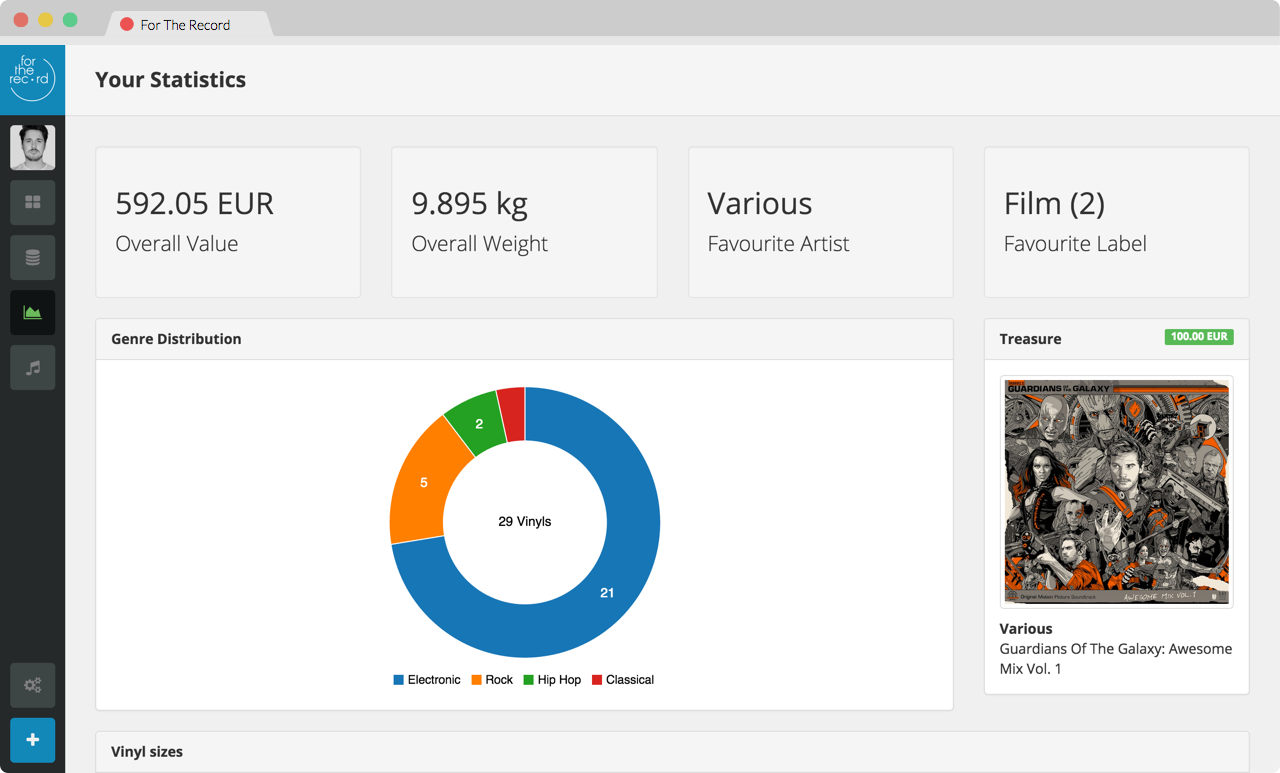 For The Record
for
the
rec•rd
Your Statistics
592.05 EUR
Overall Value
9.895 kg
Overall Weight
Various
Favourite Artist
Film (2)
Favourite Label
Genre Distribution
2
5
29 Vinyls
21
Electronic Rock Hip Hop Classical
Treasure 100.00 EUR
GUARDIANS OF THE GALAXY
Original Motion Picture Soundtrack AWESOME MIX VOL. 1
Various
Guardians Of The Galaxy: Awesome
Mix Vol. 1
Vinyl sizes